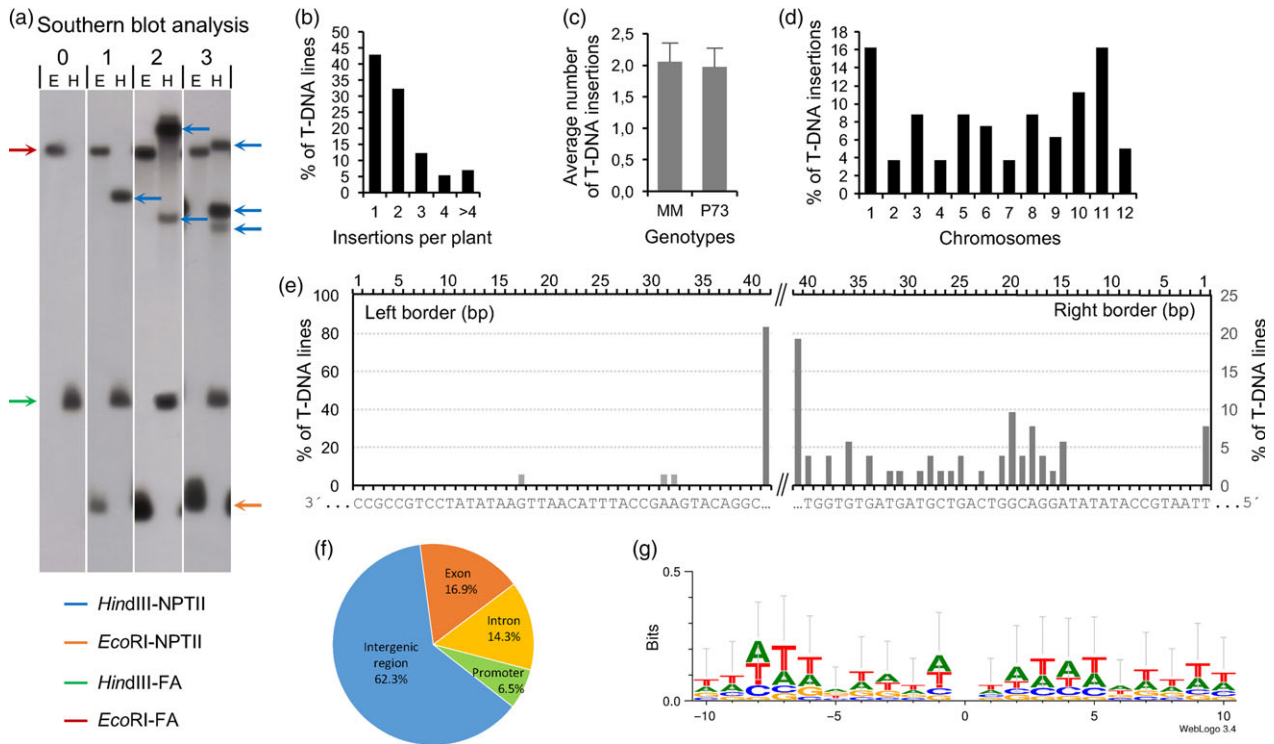 (a) Southern blot analysis
0 1 2 3
E H E H E H E H
HindIII-NPTII
EcoRI-NPTII
HindIII-FA
EcoRI-FA
(b)
% of T-DNA lines
50
45
40
35
30
25
20
15
10
5
0
1 2 3 4 >4
Insertions per plant
(c)
Average number
of T-DNA insertions
2,5
2,0
1,5
1,0
0,5
0,0
MM P73
Genotypes
(d)
% of T-DNA insertions
18
16
14
12
10
8
6
4
2
0
1 2 3 4 5 6 7 8 9 10 11 12
Chromosomes
(e)
1 5 10 15 20 25 30 35 40 // 40 35 30 25 20 15 10 5 1
Left border (bp) Right border (bp)
% of T-DNA lines
100
80
60
40
20
0
25
20
15
10
5
0
% of T-DNA lines
3´ ...CCGCCGTCCTATATAAGTTAACATTTACCGAAGTACAGGC... // ...TGGTGTGATGATGCTGACTGGCAGGATATATACCGTAATT...5´
(f)
Exon
16.9%
Intron
14.3%
Promoter
6.5%
Intergenic
region
62.3%
(g)
Bits
0.5
0.0
−10 −5 0 5 10
WebLogo 3.4